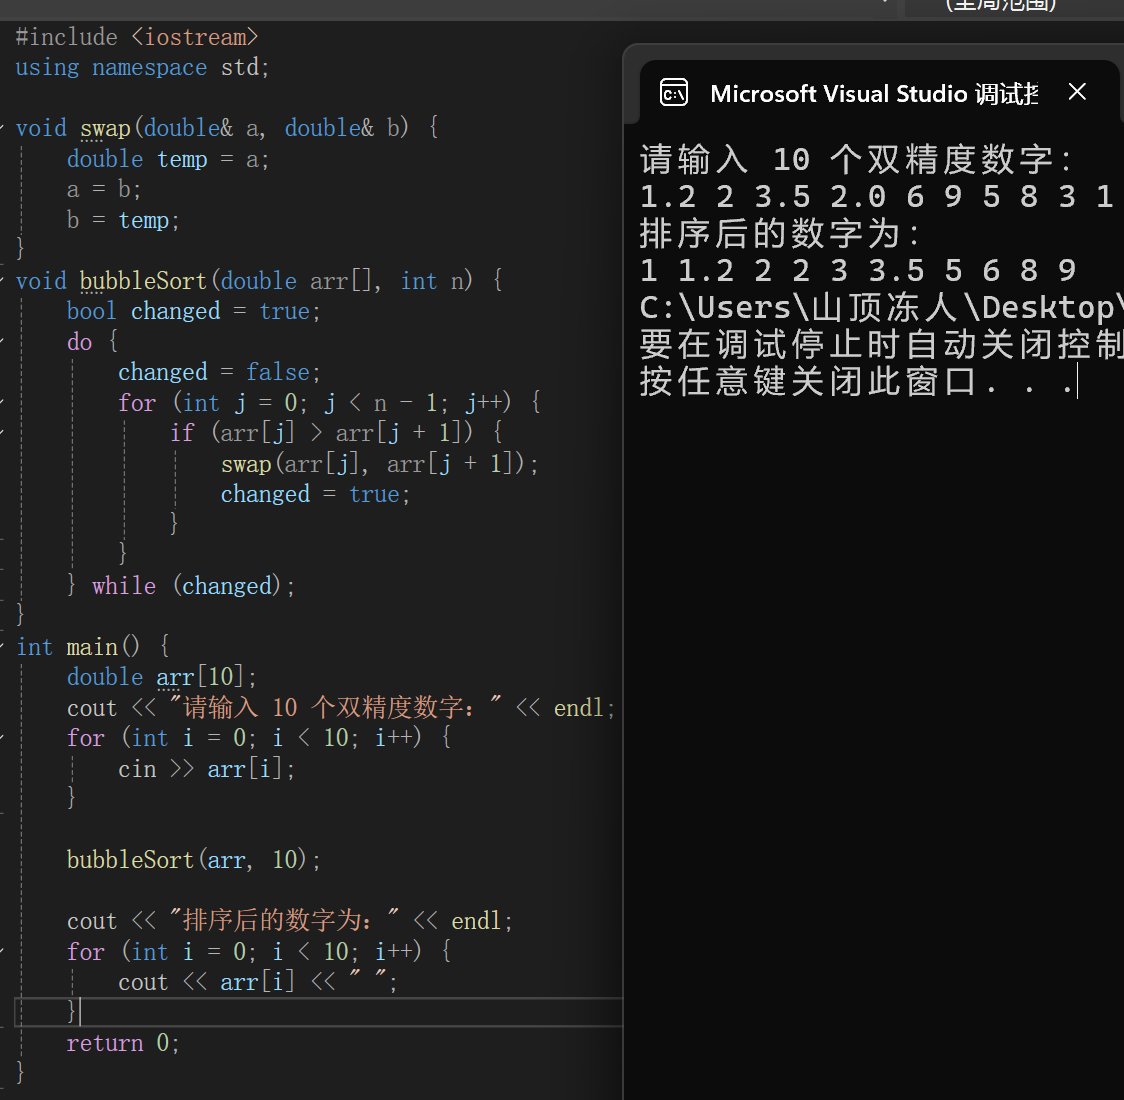 (全局范围)
#include <iostream>
using namespace std;
void swap(double& a, double& b) {
    double temp = a;
    a = b;
    b = temp;
}
void bubbleSort(double arr[], int n) {
    bool changed = true;
    do {
        changed = false;
        for (int j = 0; j < n - 1; j++) {
            if (arr[j] > arr[j + 1]) {
                swap(arr[j], arr[j + 1]);
                changed = true;
            }
        }
    } while (changed);
}
int main() {
    double arr[10];
    cout << "请输入 10 个双精度数字：" << endl;
    for (int i = 0; i < 10; i++) {
        cin >> arr[i];
    }
    bubbleSort(arr, 10);
    cout << "排序后的数字为：" << endl;
    for (int i = 0; i < 10; i++) {
        cout << arr[i] << " ";
    }
    return 0;
}
Microsoft Visual Studio 调试
请输入 10 个双精度数字：
1.2 2 3.5 2.0 6 9 5 8 3 1
排序后的数字为：
1 1.2 2 2 3 3.5 5 6 8 9
C:\Users\山顶冻人\Desktop\
要在调试停止时自动关闭控制
按任意键关闭此窗口. . .